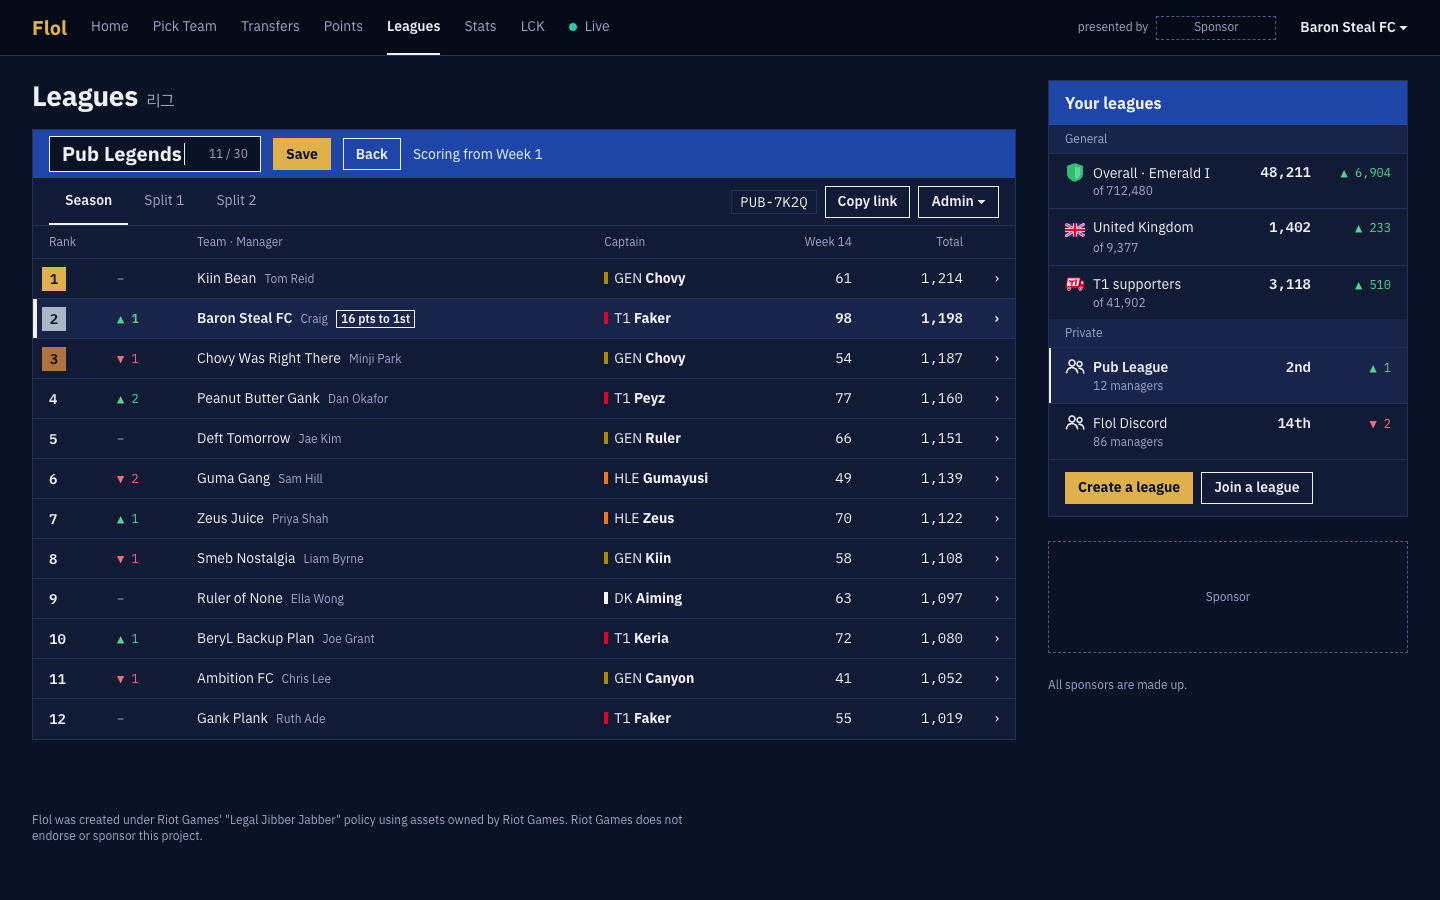 Flol Home Pick Team Transfers Points Leagues Stats LCK Live presented by Sponsor Baron Steal FC
Leagues 리그
Pub Legends 11 / 30 Save Back Scoring from Week 1
Season Split 1 Split 2 PUB-7K2Q Copy link Admin
Rank Team · Manager Captain Week 14 Total
1 – Kiin Bean Tom Reid GEN Chovy 61 1,214 ›
2 ▲ 1 Baron Steal FC Craig 16 pts to 1st T1 Faker 98 1,198 ›
3 ▼ 1 Chovy Was Right There Minji Park GEN Chovy 54 1,187 ›
4 ▲ 2 Peanut Butter Gank Dan Okafor T1 Peyz 77 1,160 ›
5 – Deft Tomorrow Jae Kim GEN Ruler 66 1,151 ›
6 ▼ 2 Guma Gang Sam Hill HLE Gumayusi 49 1,139 ›
7 ▲ 1 Zeus Juice Priya Shah HLE Zeus 70 1,122 ›
8 ▼ 1 Smeb Nostalgia Liam Byrne GEN Kiin 58 1,108 ›
9 – Ruler of None Ella Wong DK Aiming 63 1,097 ›
10 ▲ 1 BeryL Backup Plan Joe Grant T1 Keria 72 1,080 ›
11 ▼ 1 Ambition FC Chris Lee GEN Canyon 41 1,052 ›
12 – Gank Plank Ruth Ade T1 Faker 55 1,019 ›
Your leagues
General
Overall · Emerald I 48,211 ▲ 6,904
of 712,480
United Kingdom 1,402 ▲ 233
of 9,377
T1 supporters 3,118 ▲ 510
of 41,902
Private
Pub League 2nd ▲ 1
12 managers
Flol Discord 14th ▼ 2
86 managers
Create a league Join a league
Sponsor
All sponsors are made up.
Flol was created under Riot Games' "Legal Jibber Jabber" policy using assets owned by Riot Games. Riot Games does not
endorse or sponsor this project.